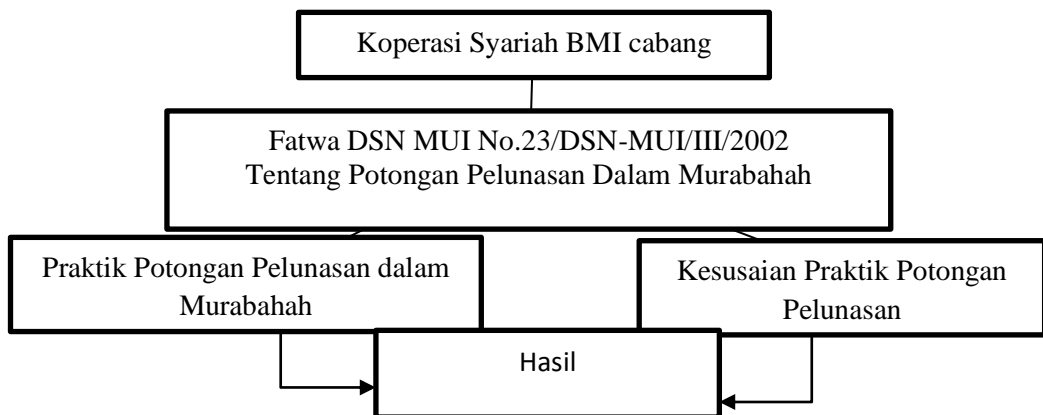 Koperasi Syariah BMI cabang
Fatwa DSN MUI No.23/DSN-MUI/III/2002
Tentang Potongan Pelunasan Dalam Murabahah
Praktik Potongan Pelunasan dalam
Murabahah
Kesusaian Praktik Potongan
Pelunasan
Hasil